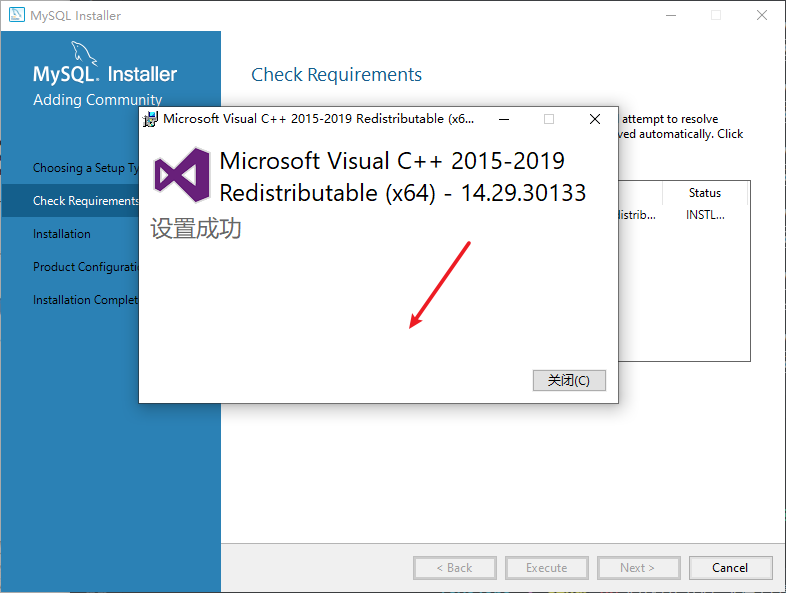 MySQL Installer
MySQL. Installer
Adding Community
Choosing a Setup Ty
Check Requirements
Installation
Product Configurati
Installation Complet
Check Requirements
attempt to resolve
ved automatically. Click
Status
distrib... INSTL...
Microsoft Visual C++ 2015-2019 Redistributable (x6...
Microsoft Visual C++ 2015-2019
Redistributable (x64) - 14.29.30133
设置成功
关闭(C)
< Back Execute Next > Cancel